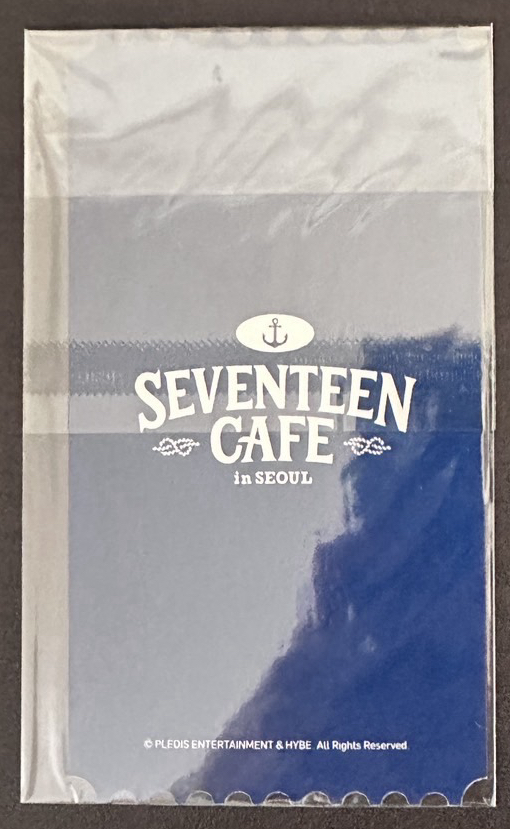 SEVENTEEN
CAFE
in SEOUL
© PLEDIS ENTERTAINMENT & HYBE All Rights Reserved